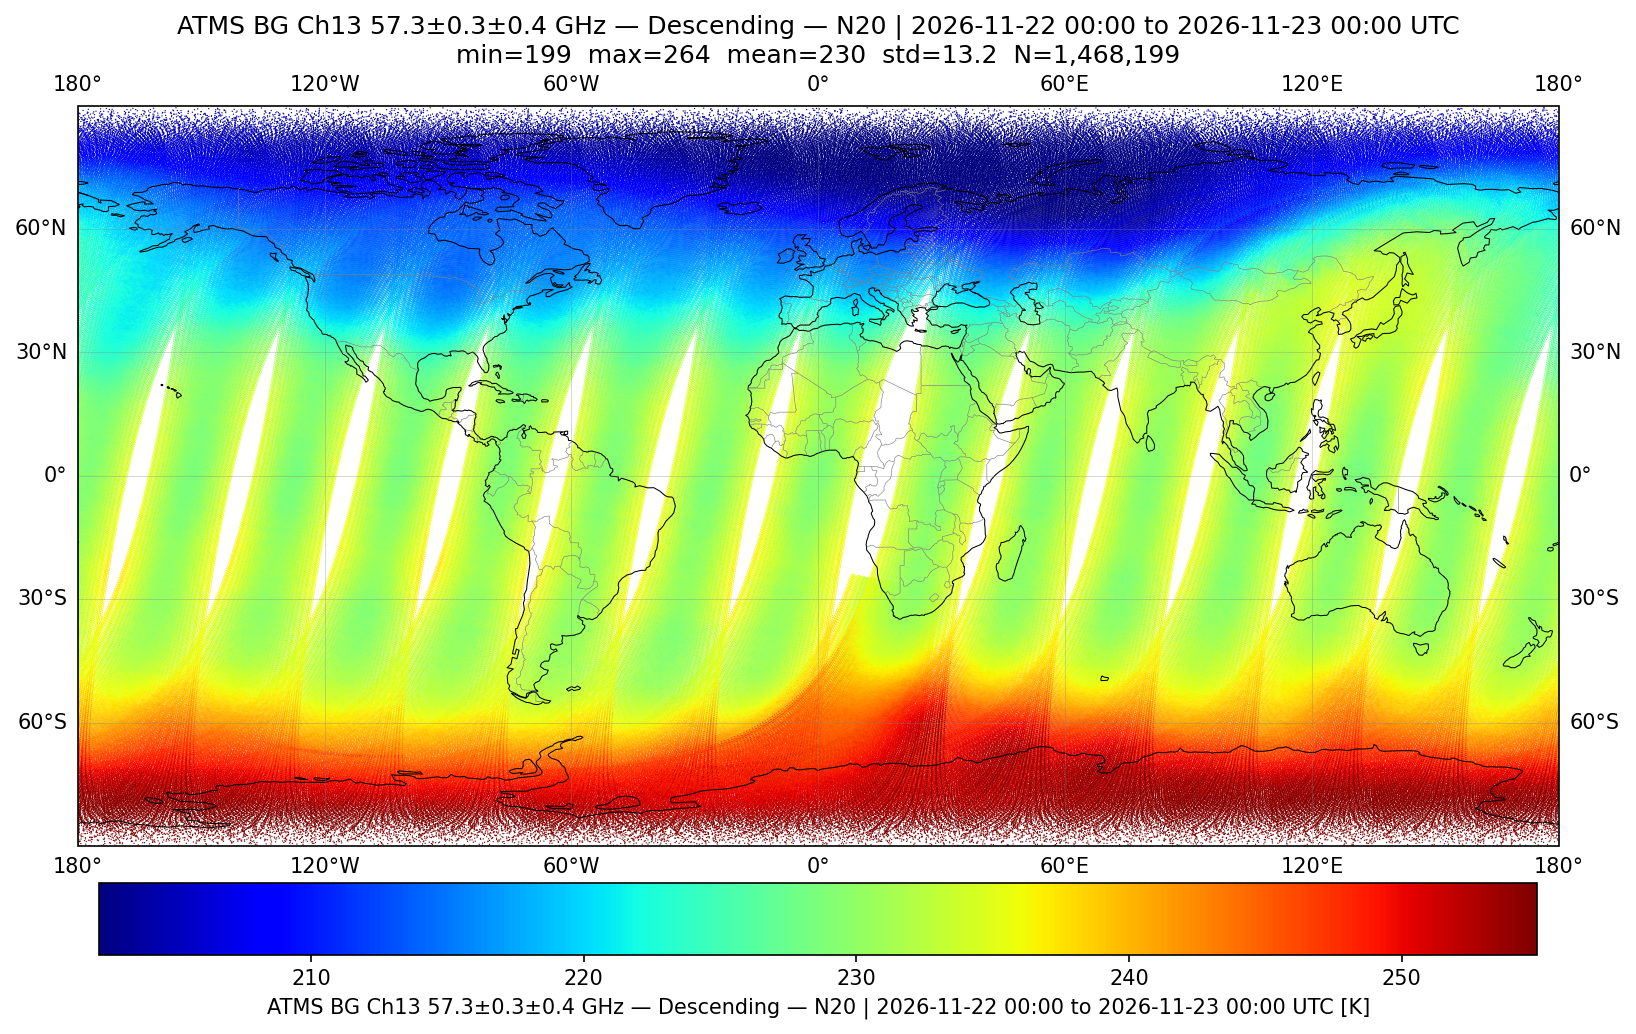 ATMS BG Ch13 57.3±0.3±0.4 GHz — Descending — N20 | 2026-11-22 00:00 to 2026-11-23 00:00 UTC
min=199 max=264 mean=230 std=13.2 N=1,468,199
180° 120°W 60°W 0° 60°E 120°E 180°
60°N 60°N
30°N 30°N
0° 0°
30°S 30°S
60°S 60°S
180° 120°W 60°W 0° 60°E 120°E 180°
210 220 230 240 250
ATMS BG Ch13 57.3±0.3±0.4 GHz — Descending — N20 | 2026-11-22 00:00 to 2026-11-23 00:00 UTC [K]